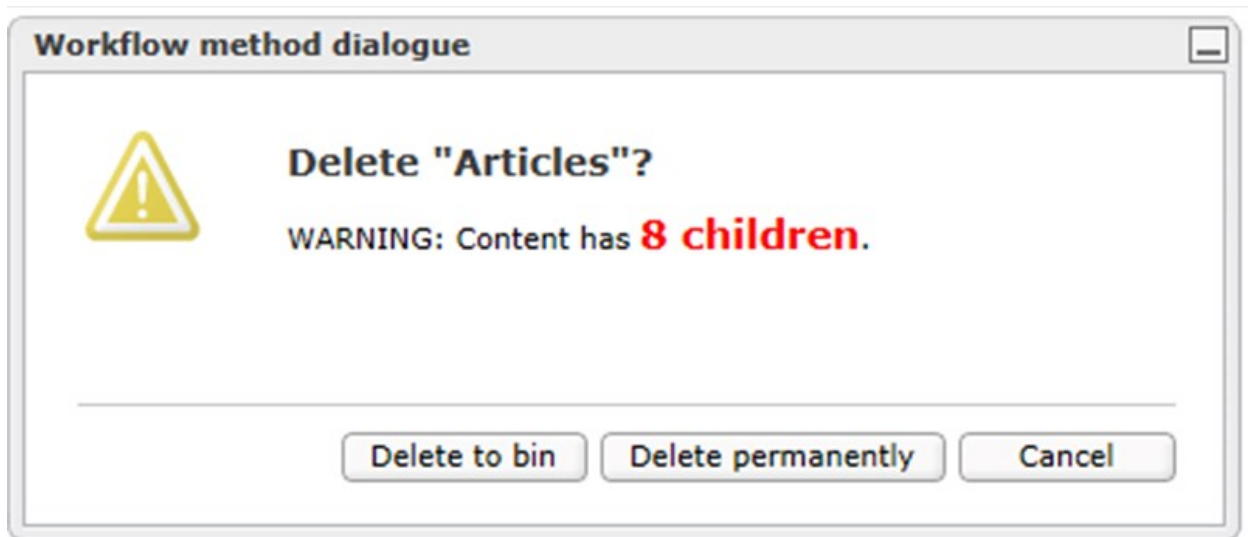 Workflow method dialogue
Delete "Articles"?
WARNING: Content has 8 children.
Delete to bin Delete permanently Cancel